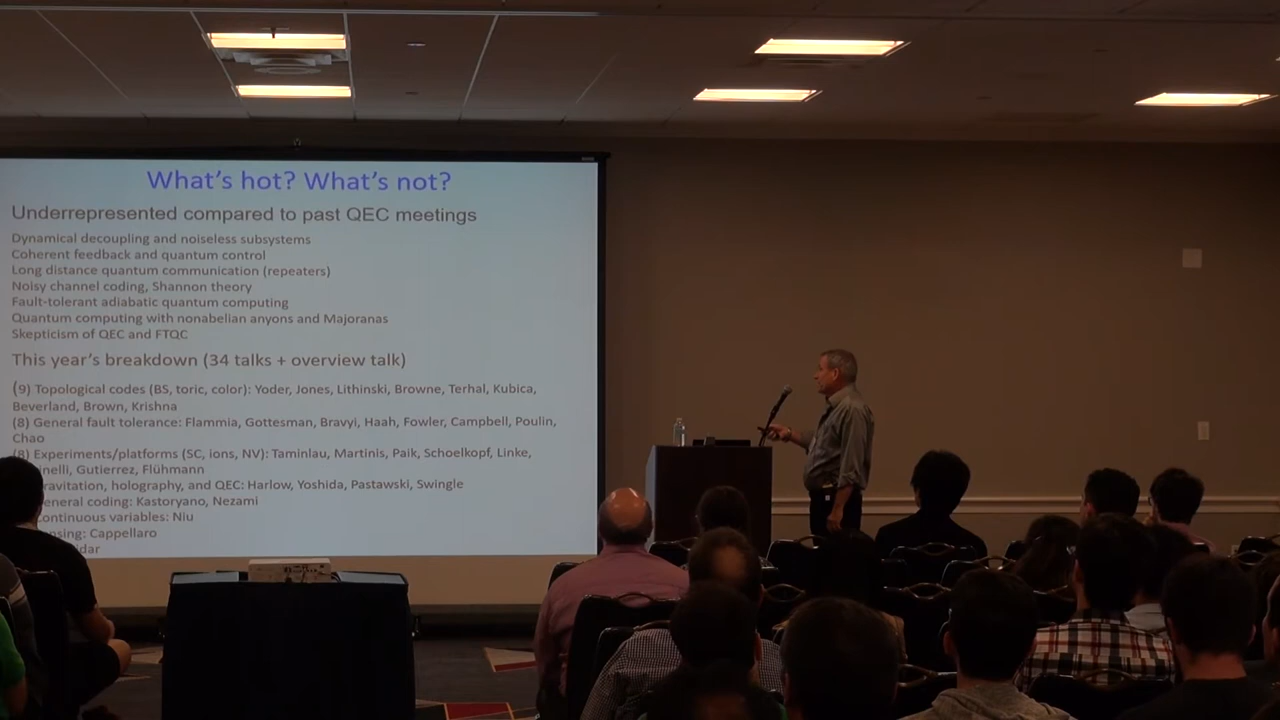 What's hot? What's not?
Underrepresented compared to past QEC meetings
Dynamical decoupling and noiseless subsystems
Coherent feedback and quantum control
Long distance quantum communication (repeaters)
Noisy channel coding, Shannon theory
Fault-tolerant adiabatic quantum computing
Quantum computing with nonabelian anyons and Majoranas
Skepticism of QEC and FTQC
This year's breakdown (34 talks + overview talk)
(9) Topological codes (BS, toric, color): Yoder, Jones, Lithinski, Browne, Terhal, Kubica,
Beverland, Brown, Krishna
(8) General fault tolerance: Flammia, Gottesman, Bravyi, Haah, Fowler, Campbell, Poulin,
Chao
(8) Experiments/platforms (SC, ions, NV): Taminlau, Martinis, Paik, Schoelkopf, Linke,
Gutierrez, Flühmann
holography, and QEC: Harlow, Yoshida, Pastawski, Swingle
coding: Kastoryano, Nezami
variables: Niu
Cappellaro